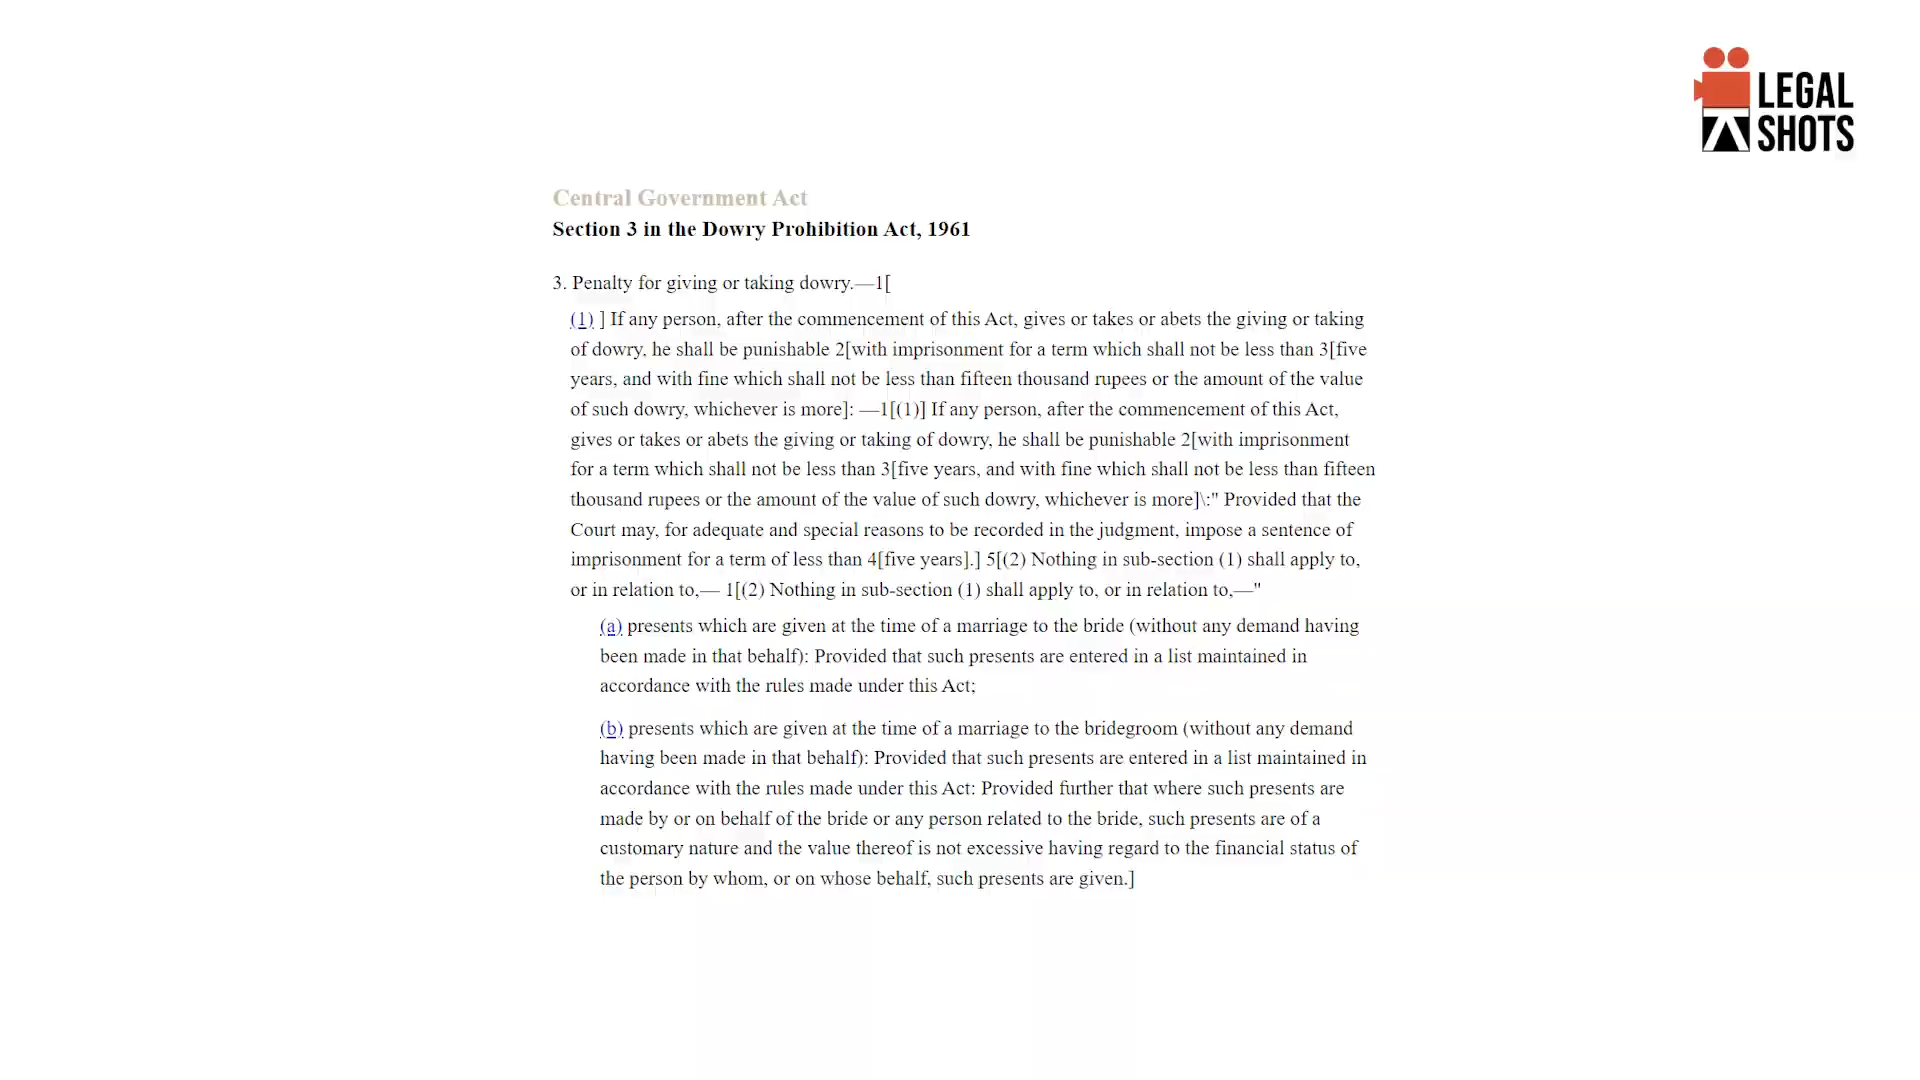 LEGAL
SHOTS
Central Government Act
Section 3 in the Dowry Prohibition Act, 1961
3. Penalty for giving or taking dowry.—1[
(1) ] If any person, after the commencement of this Act, gives or takes or abets the giving or taking
of dowry, he shall be punishable 2[with imprisonment for a term which shall not be less than 3[five
years, and with fine which shall not be less than fifteen thousand rupees or the amount of the value
of such dowry, whichever is more]: —1[(1)] If any person, after the commencement of this Act,
gives or takes or abets the giving or taking of dowry, he shall be punishable 2[with imprisonment
for a term which shall not be less than 3[five years, and with fine which shall not be less than fifteen
thousand rupees or the amount of the value of such dowry, whichever is more]\:" Provided that the
Court may, for adequate and special reasons to be recorded in the judgment, impose a sentence of
imprisonment for a term of less than 4[five years].] 5[(2) Nothing in sub-section (1) shall apply to,
or in relation to,— 1[(2) Nothing in sub-section (1) shall apply to, or in relation to,—"
(a) presents which are given at the time of a marriage to the bride (without any demand having
been made in that behalf): Provided that such presents are entered in a list maintained in
accordance with the rules made under this Act;
(b) presents which are given at the time of a marriage to the bridegroom (without any demand
having been made in that behalf): Provided that such presents are entered in a list maintained in
accordance with the rules made under this Act: Provided further that where such presents are
made by or on behalf of the bride or any person related to the bride, such presents are of a
customary nature and the value thereof is not excessive having regard to the financial status of
the person by whom, or on whose behalf, such presents are given.]